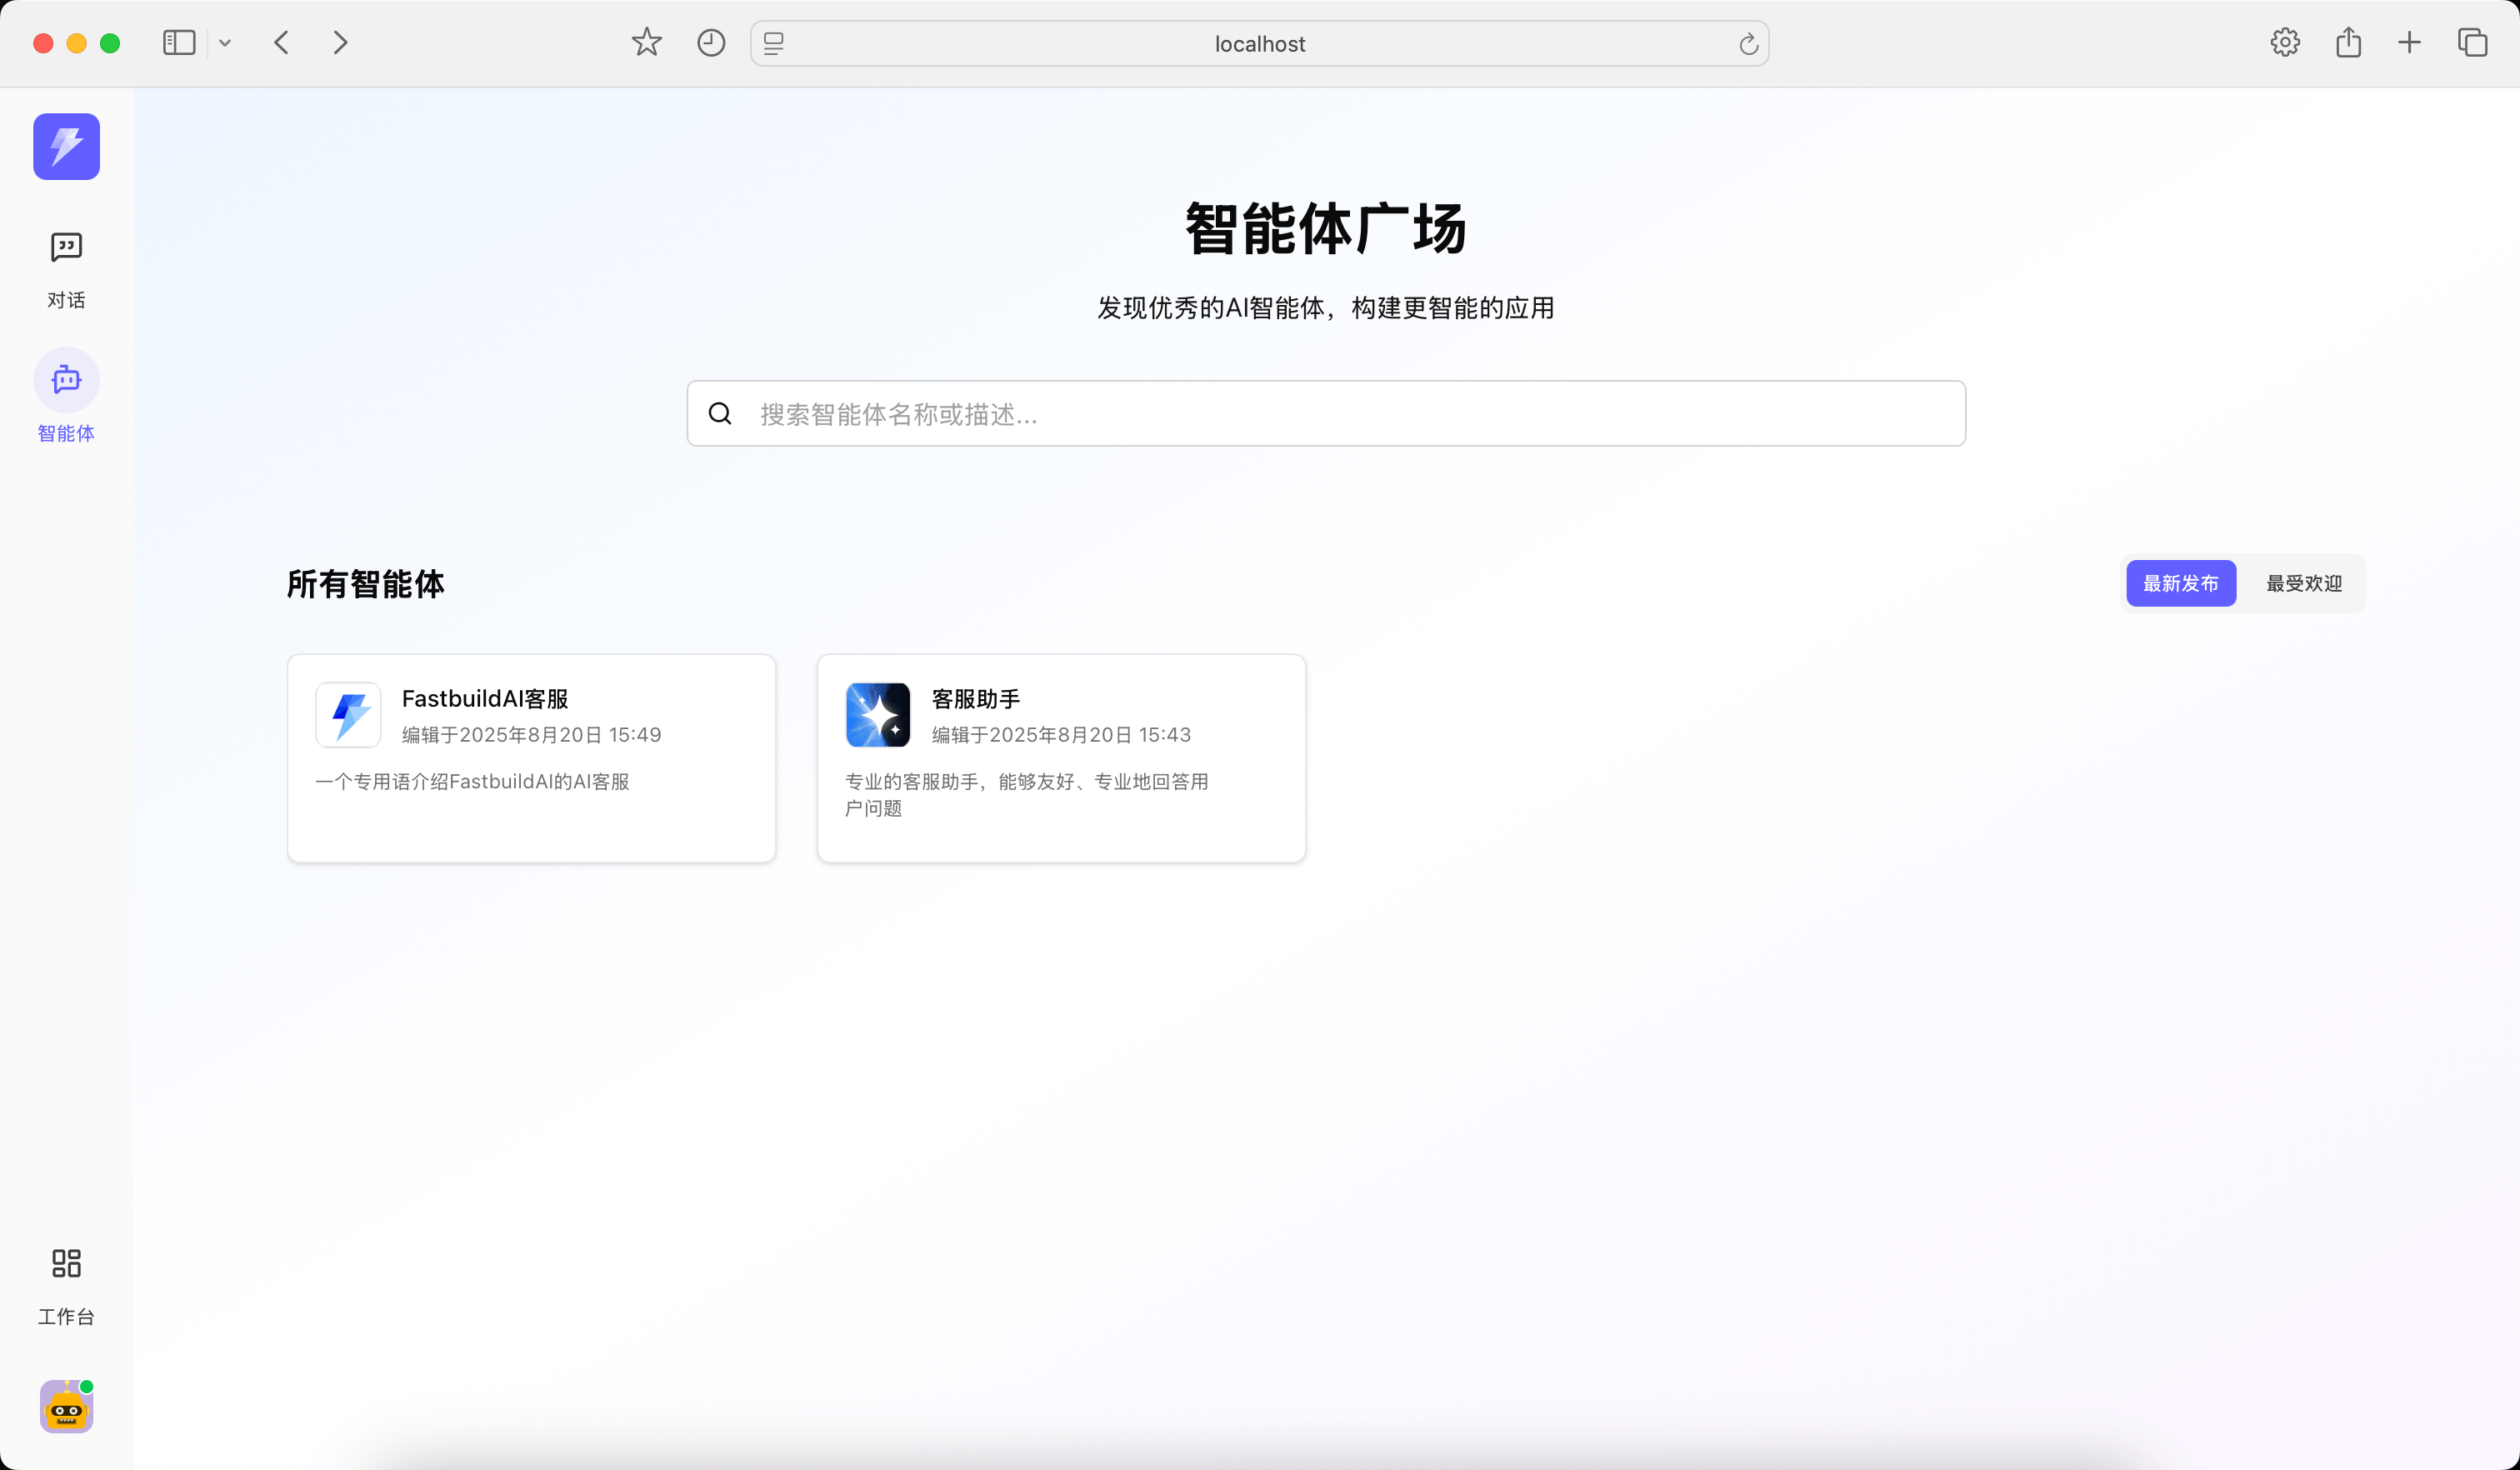 localhost
对话
智能体
工作台
智能体广场
发现优秀的AI智能体，构建更智能的应用
搜索智能体名称或描述...
所有智能体
最新发布
最受欢迎
FastbuildAI客服
编辑于2025年8月20日 15:49
一个专用语介绍FastbuildAI的AI客服
客服助手
编辑于2025年8月20日 15:43
专业的客服助手，能够友好、专业地回答用
户问题